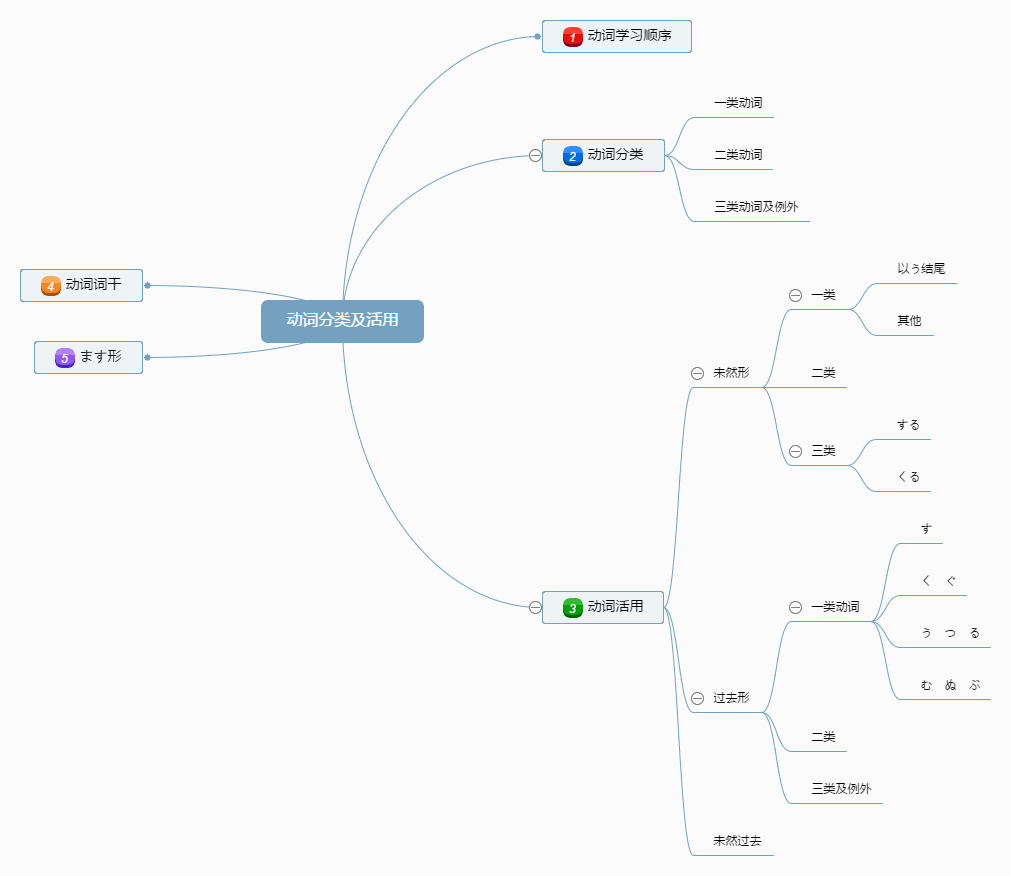 动词分类及活用
1 动词学习顺序
2 动词分类
一类动词
二类动词
三类动词及例外
3 动词活用
未然形
一类
以う结尾
其他
二类
三类
する
くる
过去形
一类动词
す
く ぐ
う つ る
む ぬ ぶ
二类
三类及例外
未然过去
4 动词词干
5 ます形